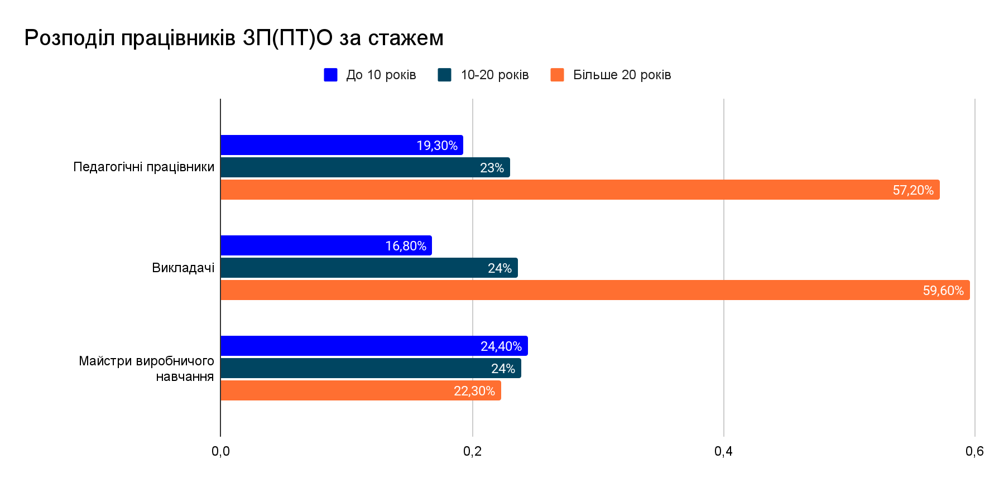 Розподіл працівників ЗП(ПТ)О за стажем
До 10 років 10-20 років Більше 20 років
19,30%
Педагогічні працівники 23%
57,20%
16,80%
Викладачі 24%
59,60%
24,40%
Майстри виробничого
навчання
24%
22,30%
0,0 0,2 0,4 0,6